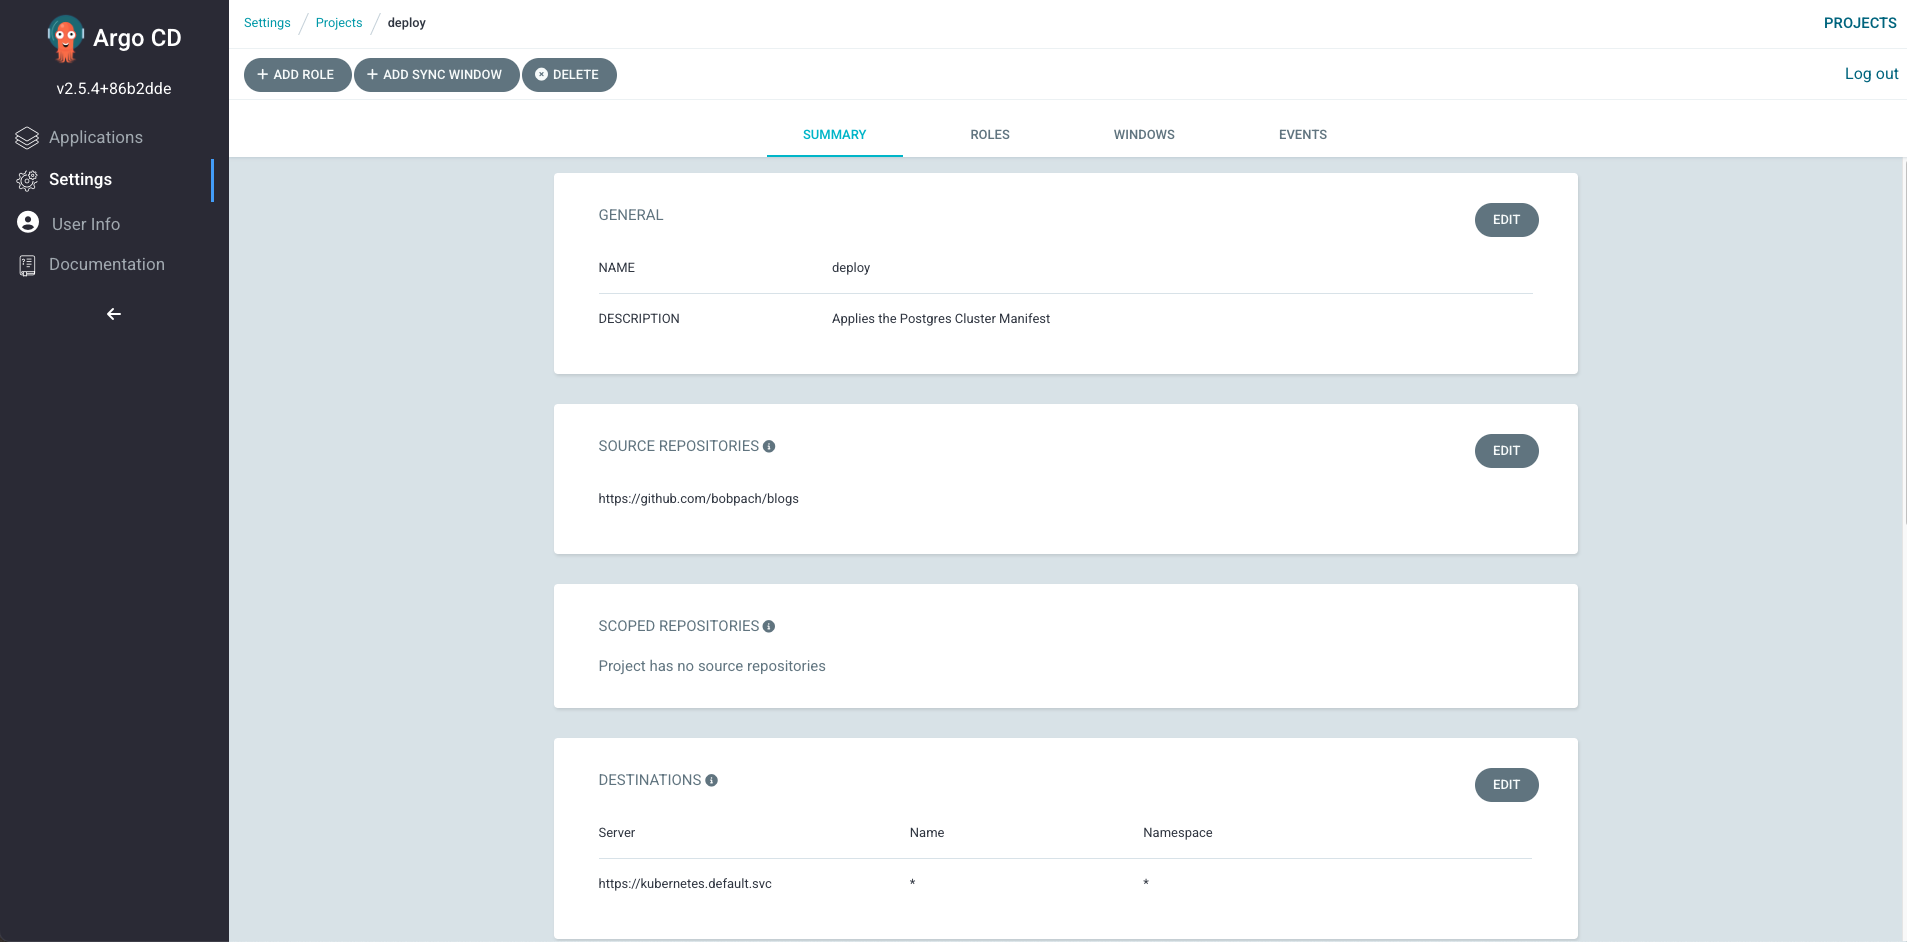 Argo CD
v2.5.4+86b2dde
Applications
Settings
User Info
Documentation
Settings / Projects / deploy
PROJECTS
ADD ROLE
ADD SYNC WINDOW
DELETE
Log out
SUMMARY
ROLES
WINDOWS
EVENTS
GENERAL
EDIT
NAME deploy
DESCRIPTION Applies the Postgres Cluster Manifest
SOURCE REPOSITORIES
EDIT
https://github.com/bobpach/blogs
SCOPED REPOSITORIES
Project has no source repositories
DESTINATIONS
EDIT
Server Name Namespace
https://kubernetes.default.svc * *